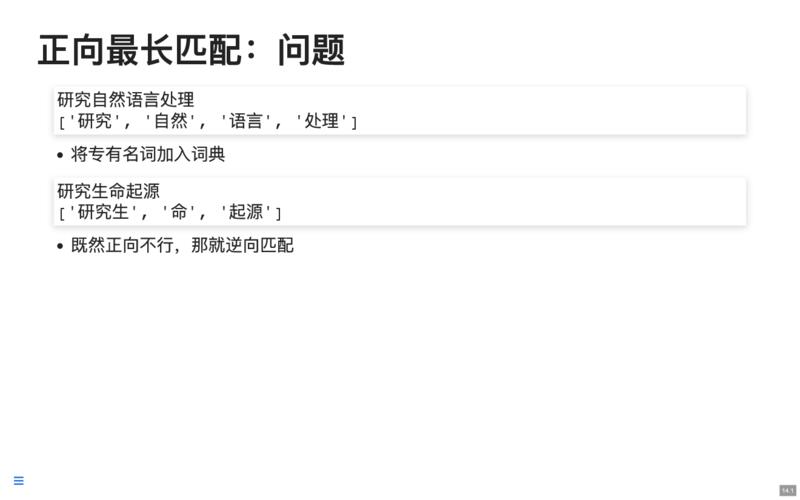 正向最长匹配：问题
研究自然语言处理
['研究', '自然', '语言', '处理']
将专有名词加入词典
研究生命起源
['研究生', '命', '起源']
既然正向不行，那就逆向匹配
14.1